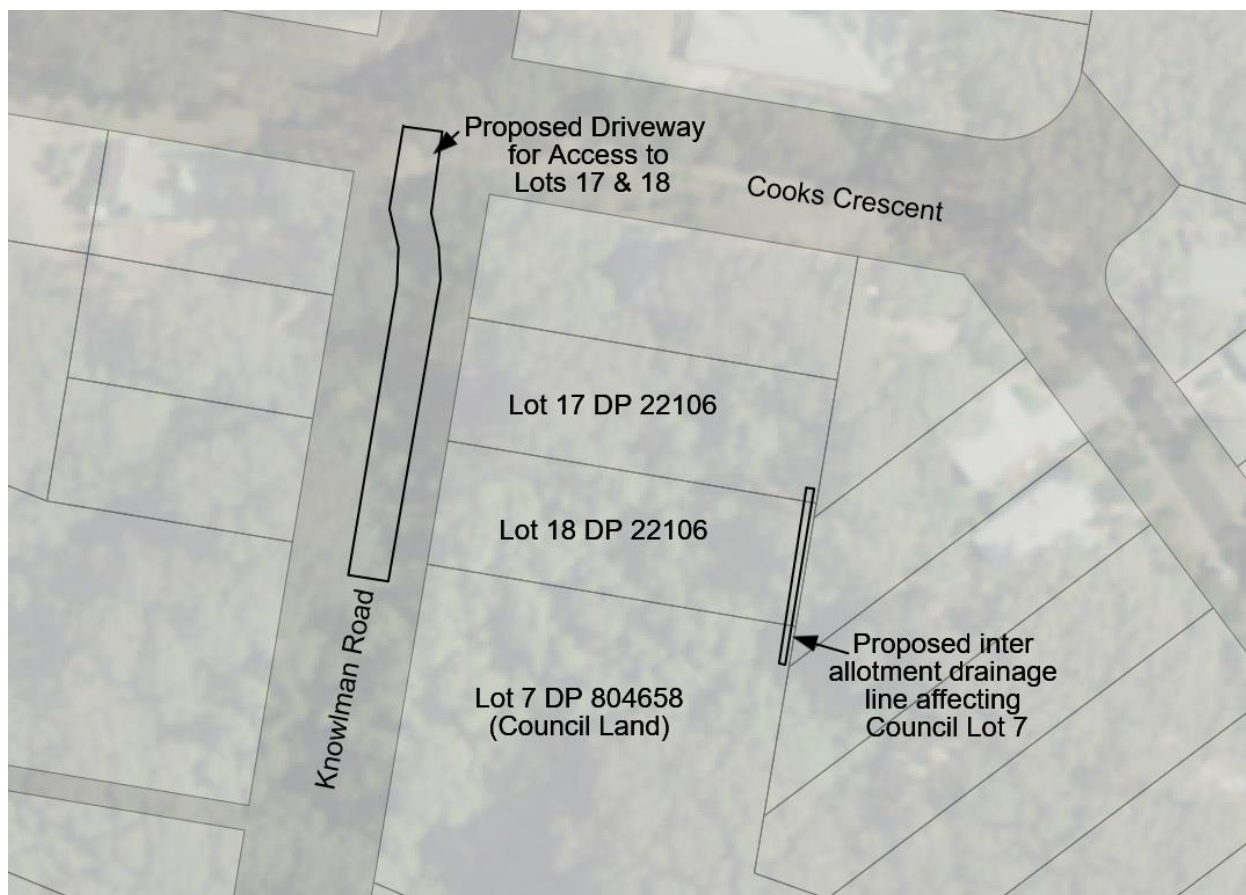 Proposed Driveway
for Access to
Lots 17 & 18
Cooks Crescent
Lot 17 DP 22106
Lot 18 DP 22106
Knowlman Road
Lot 7 DP 804658
(Council Land)
Proposed inter
allotment drainage
line affecting
Council Lot 7